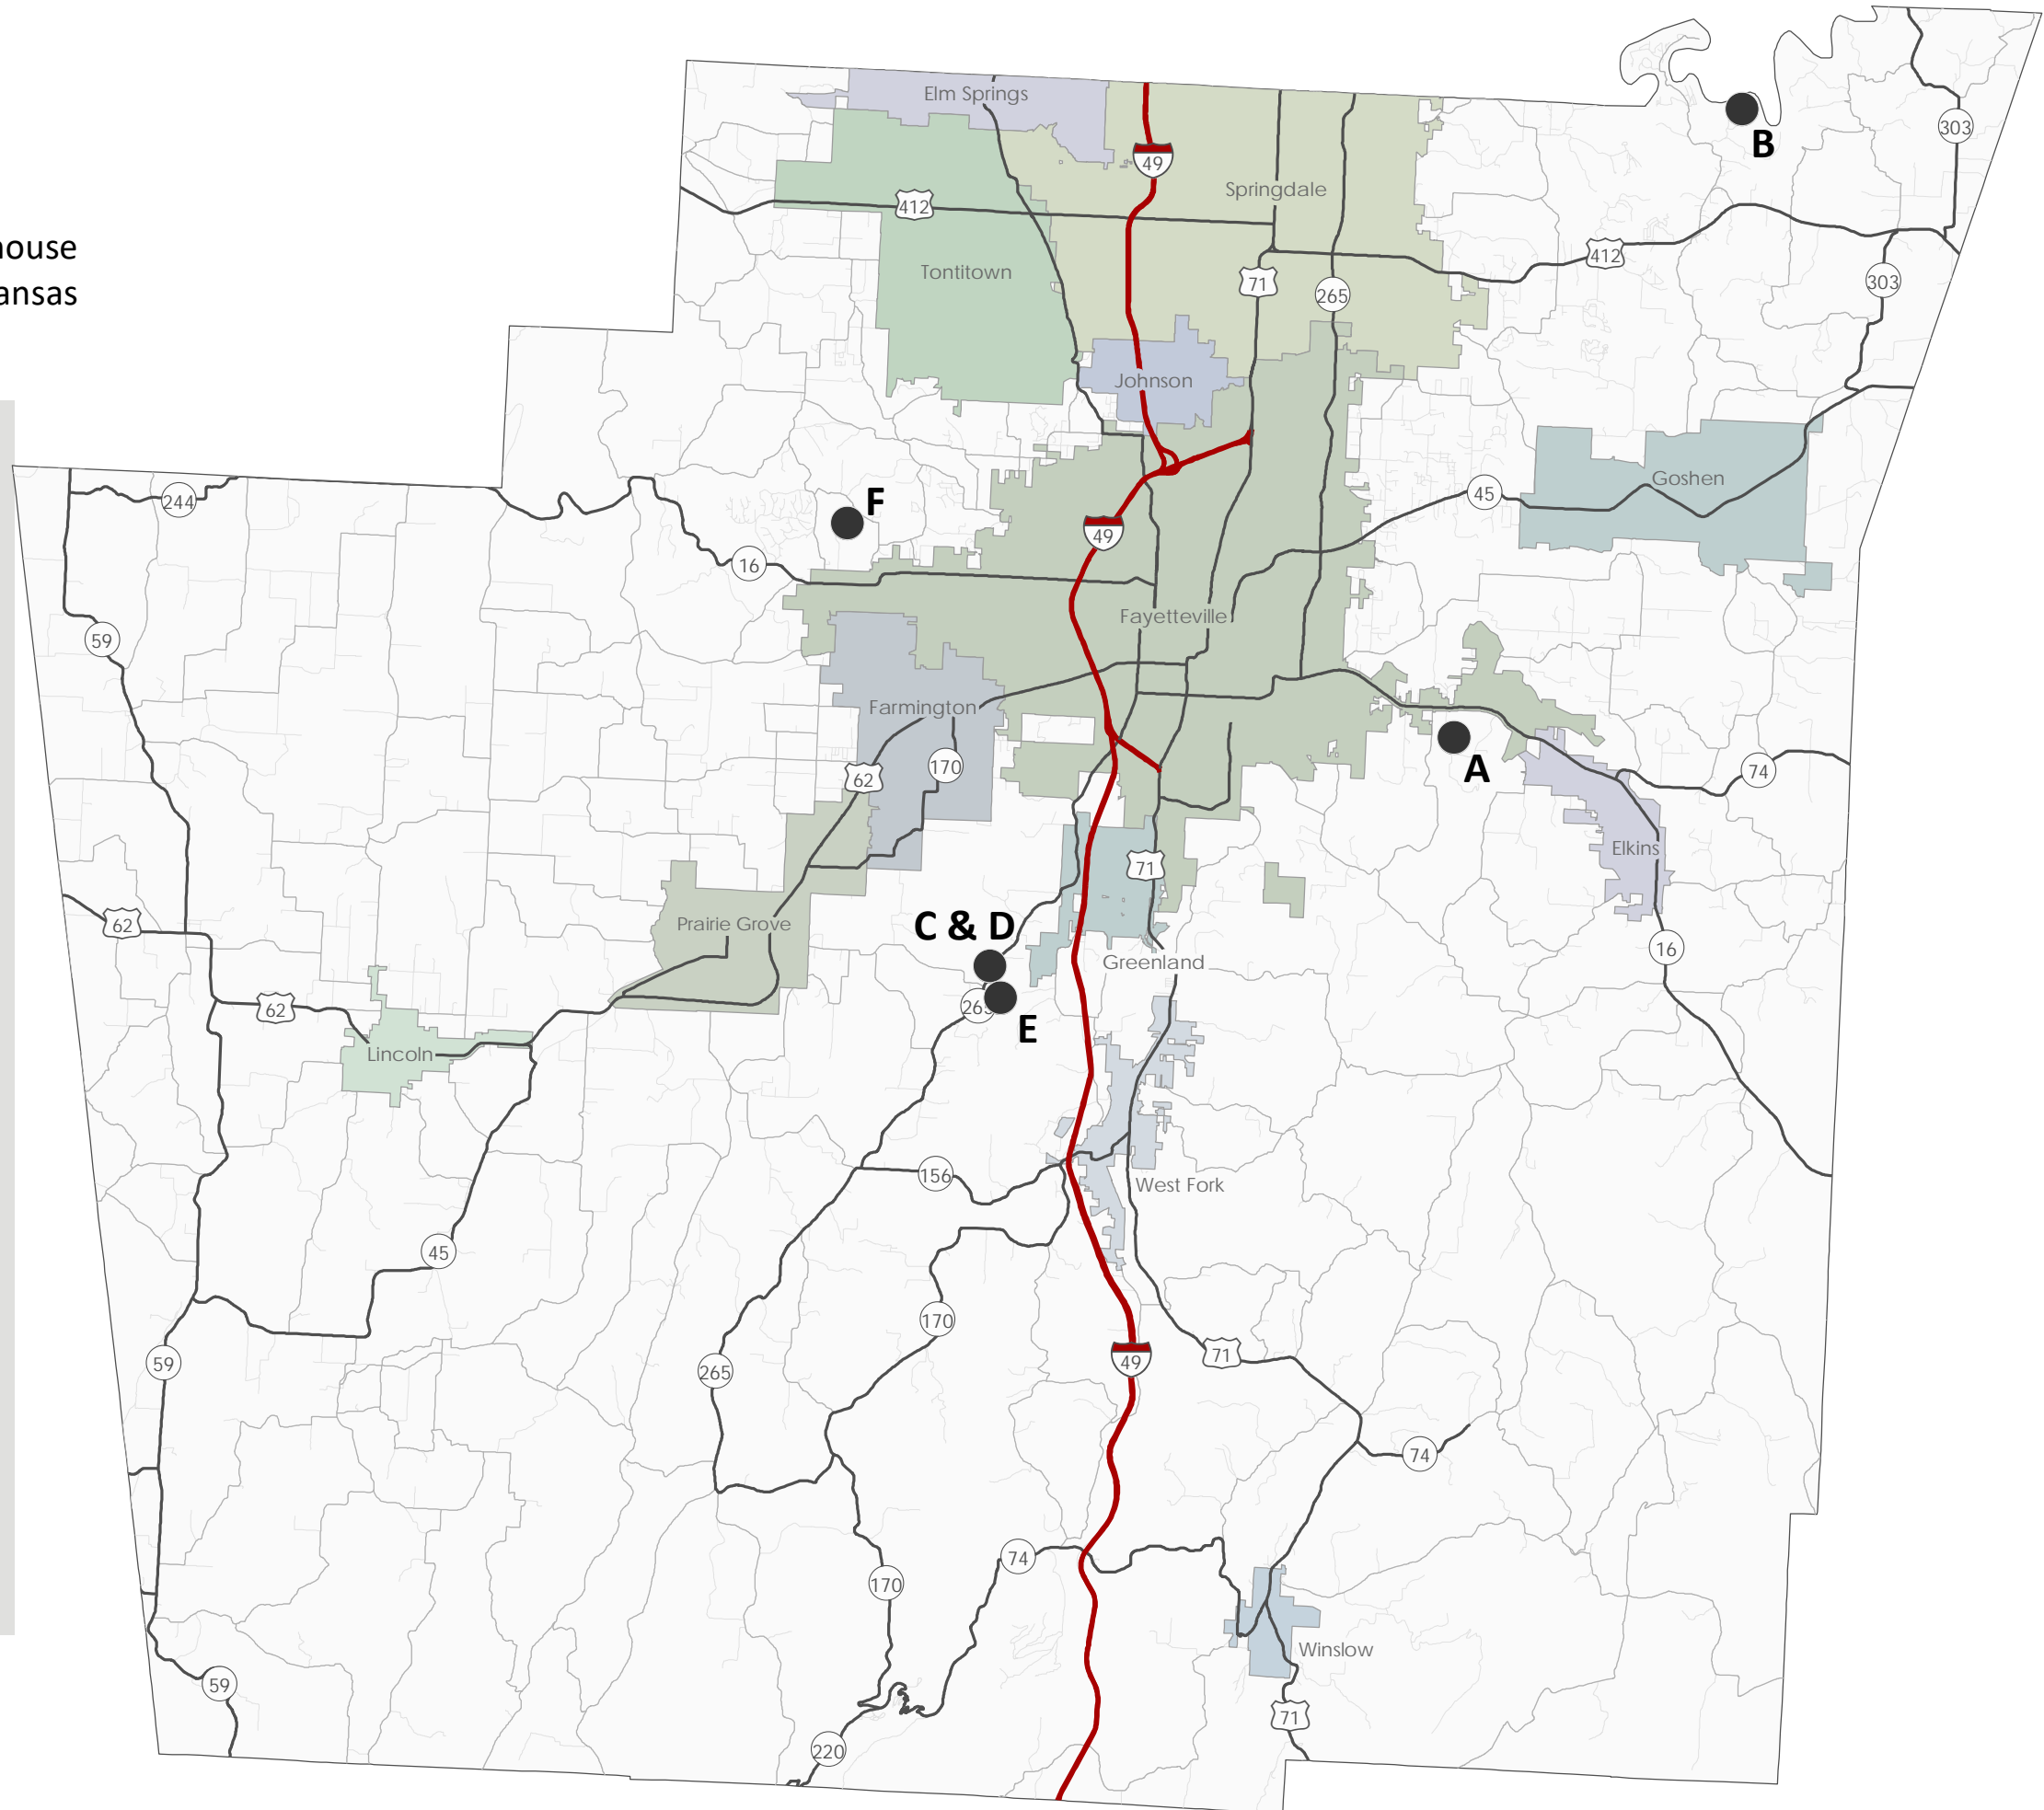 Elm Springs
B
303
49
Springdale
412
house
412
Tontitown
ansas
71
265
303
Johnson
Goshen
45
244
F
49
16
Fayetteville
59
Farmington
A
74
170
62
Elkins
71
62
Prairie Grove
C & D
16
Greenland
62
265
E
Lincoln
156
West Fork
45
170
49
71
59
265
74
74
170
Winslow
59
71
220